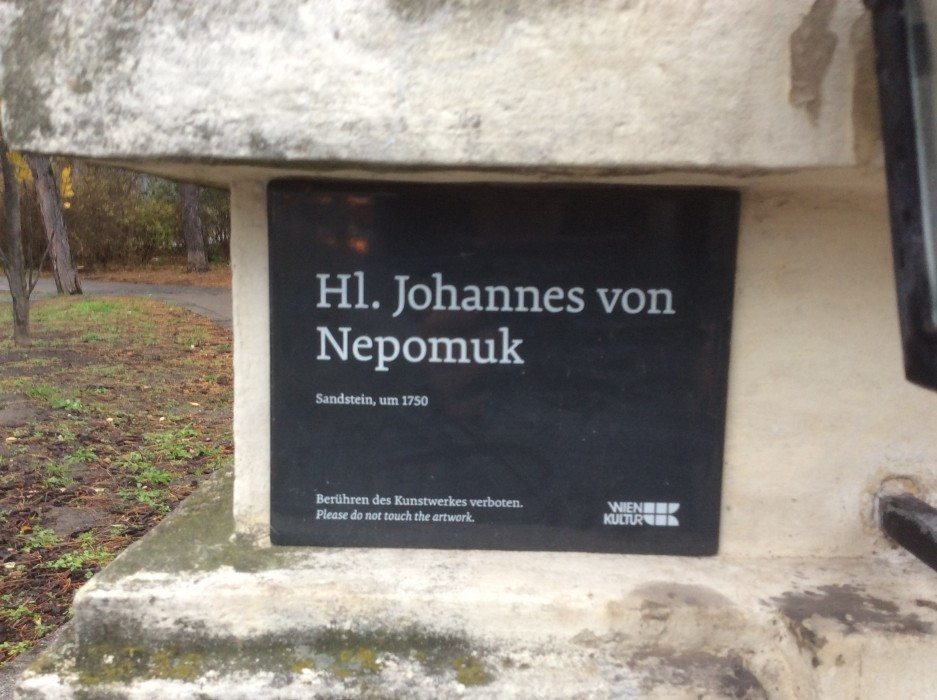 Hl. Johannes von
Nepomuk
Sandstein, um 1750
Berühren des Kunstwerkes verboten.
Please do not touch the artwork.
WIEN
KULTUR